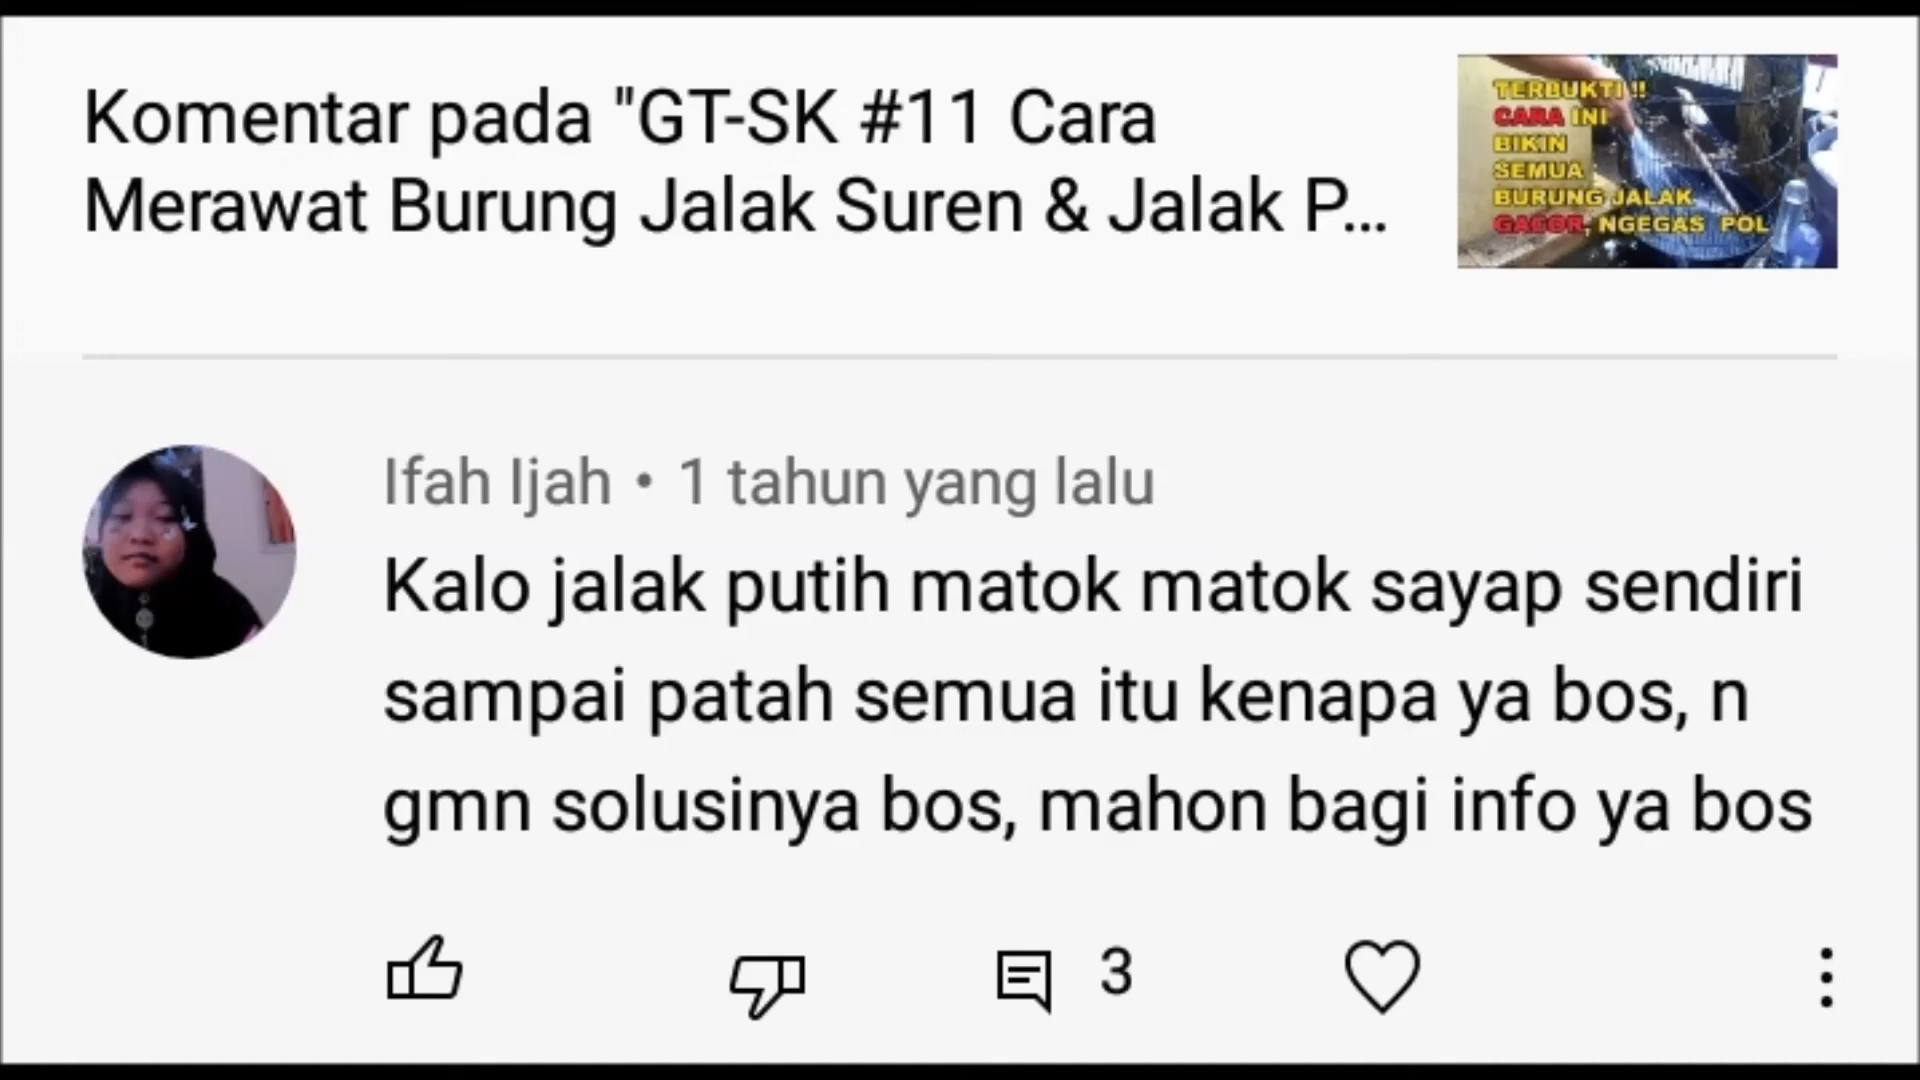 Komentar pada "GT-SK #11 Cara
Merawat Burung Jalak Suren & Jalak P...
TERBUKTI !!
CARA INI
BIKIN
SEMUA
BURUNG JALAK
GACOR, NGEGAS POL
Ifah Ijah • 1 tahun yang lalu
Kalo jalak putih matok matok sayap sendiri
sampai patah semua itu kenapa ya bos, n
gmn solusinya bos, mahon bagi info ya bos
3